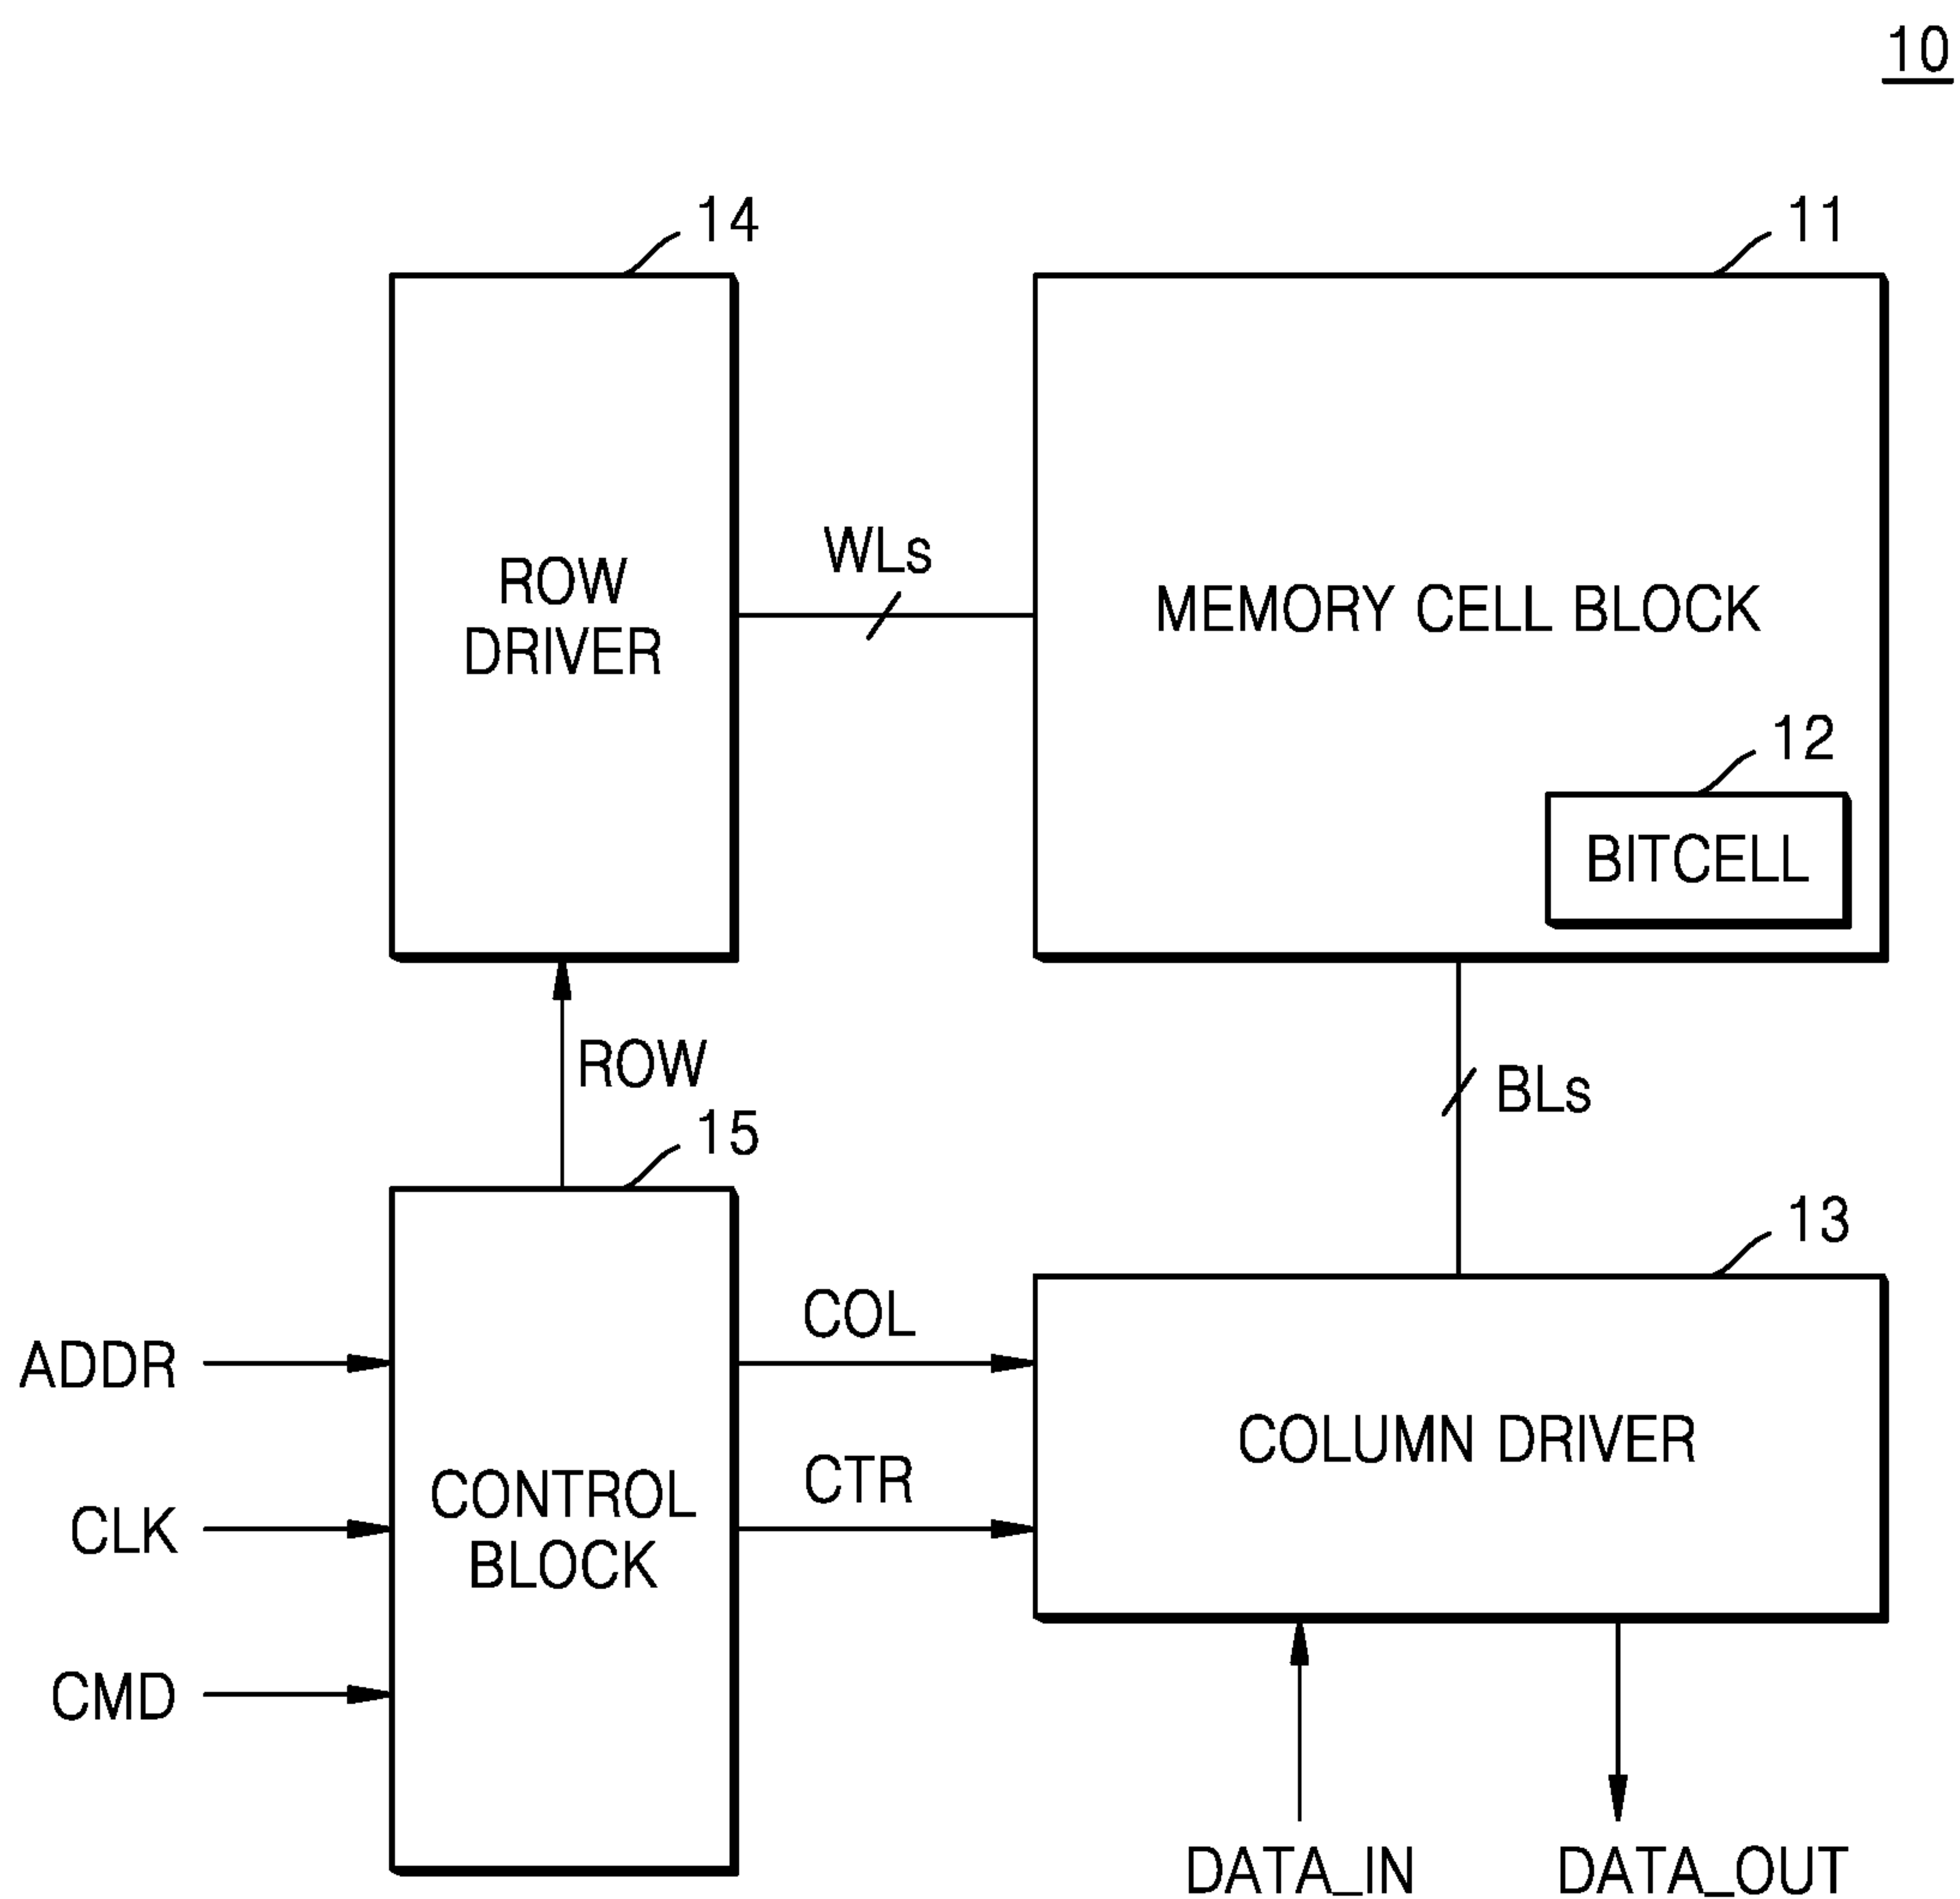 10
14
11
ROW
DRIVER
WLs
MEMORY CELL BLOCK
12
BITCELL
ROW
BLs
15
13
ADDR
COL
COLUMN DRIVER
CLK
CONTROL
BLOCK
CTR
CMD
DATA_IN
DATA_OUT